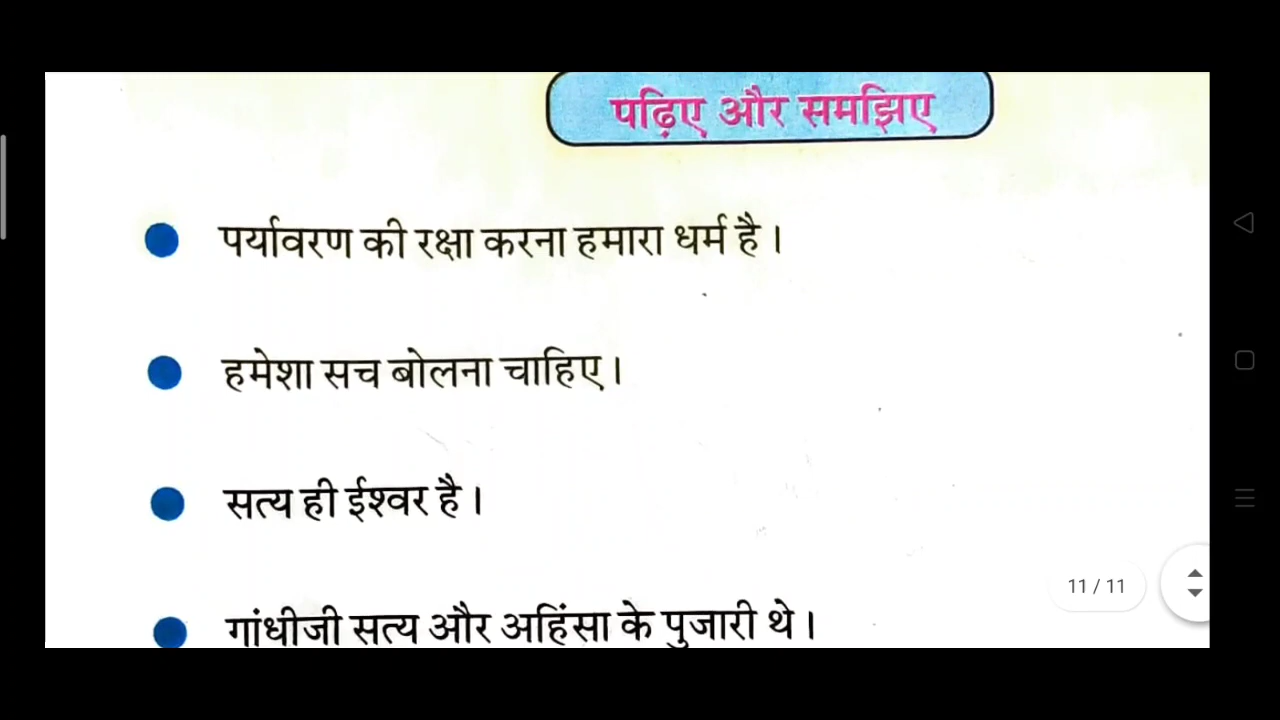 पढ़िए और समझिए
पर्यावरण की रक्षा करना हमारा धर्म है।
हमेशा सच बोलना चाहिए।
सत्य ही ईश्वर है।
11 / 11
गांधीजी सत्य और अहिंसा के पुजारी थे।